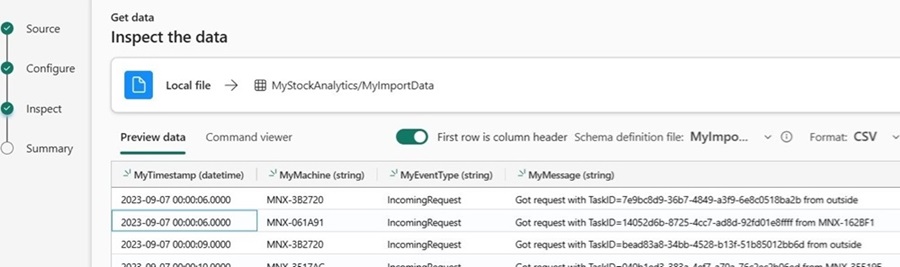 Get data
Inspect the data
Source
Configure
Inspect
Summary
Local file → MyStockAnalytics/MyImportData
Preview data Command viewer First row is column header Schema definition file: MyImpo... Format: CSV
MyTimestamp (datetime) MyMachine (string) MyEventType (string) MyMessage (string)
2023-09-07 00:00:06.0000 MNX-3B2720 IncomingRequest Got request with TaskID=7e9bc8d9-36b7-4849-a3f9-6e8c0518ba2b from outside
2023-09-07 00:00:06.0000 MNX-061A91 IncomingRequest Got request with TaskID=14052d6b-8725-4cc7-ad8d-92fd01e8ffff from MNX-162BF1
2023-09-07 00:00:09.0000 MNX-3B2720 IncomingRequest Got request with TaskID=bead83a8-34bb-4528-b13f-51b85012bb6d from outside